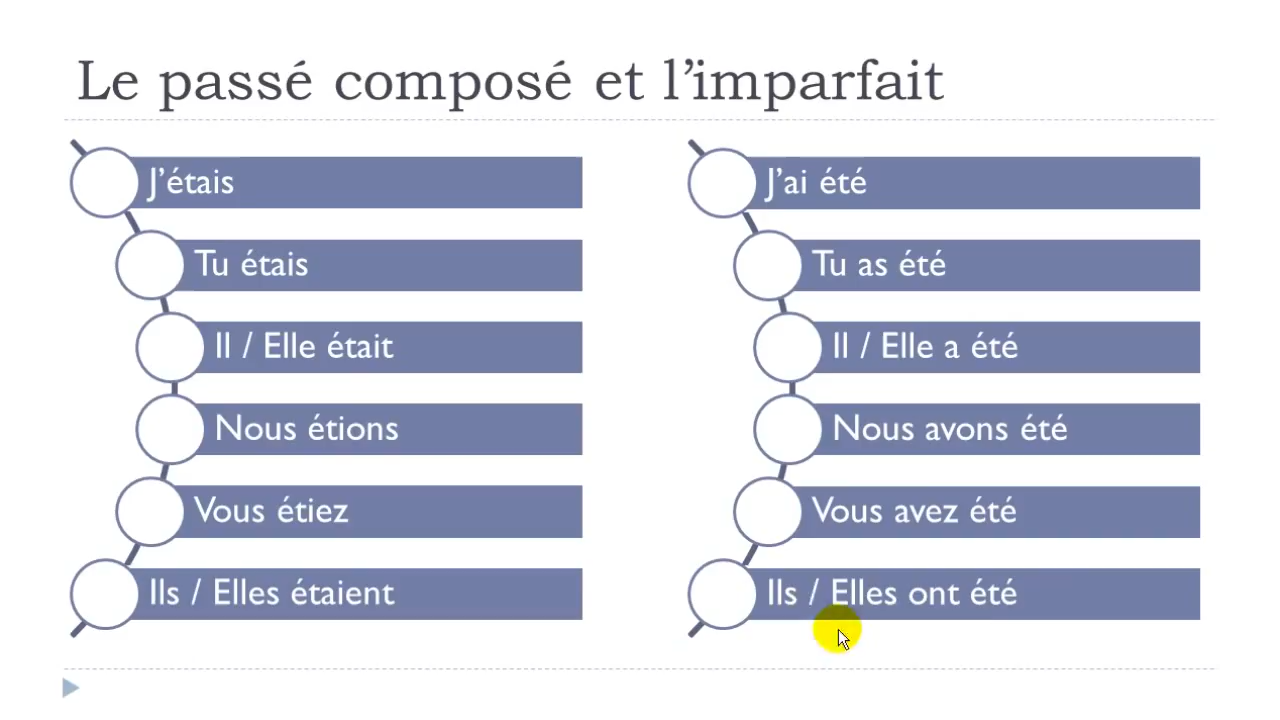 Le passé composé et l’imparfait
J’étais
Tu étais
Il / Elle était
Nous étions
Vous étiez
Ils / Elles étaient
J’ai été
Tu as été
Il / Elle a été
Nous avons été
Vous avez été
Ils / Elles ont été